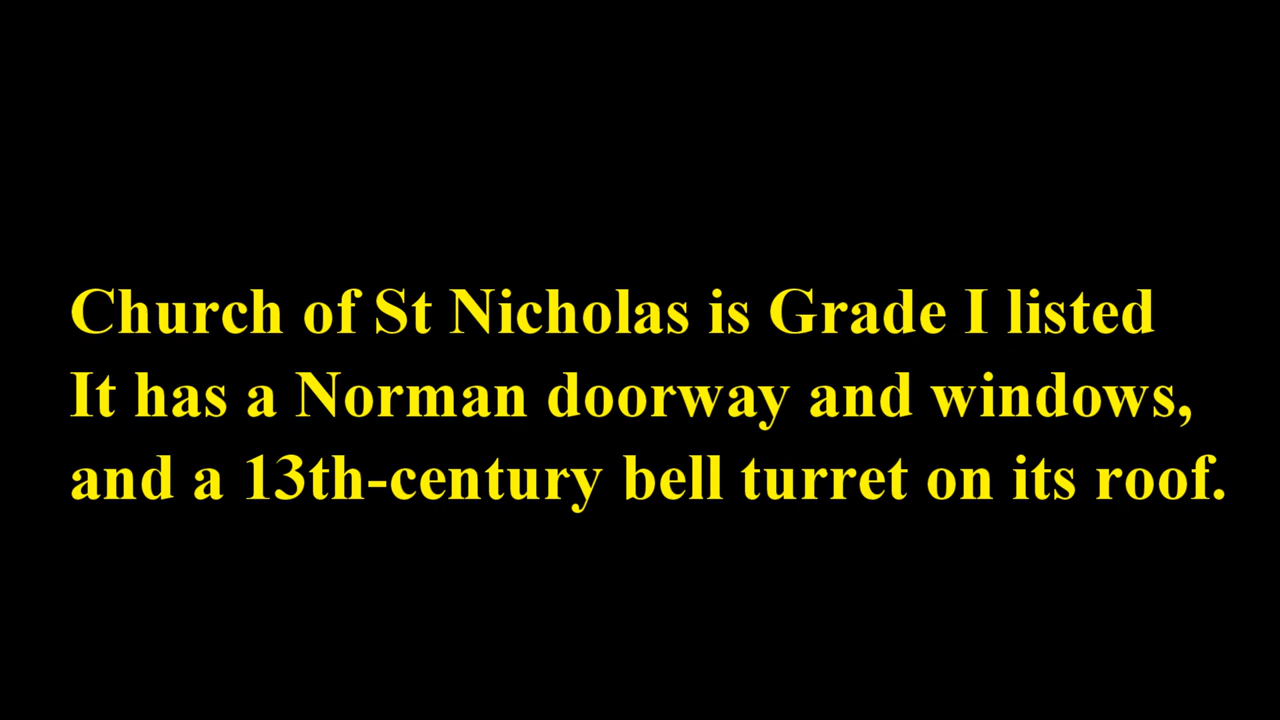 Church of St Nicholas is Grade I listed
It has a Norman doorway and windows,
and a 13th-century bell turret on its roof.